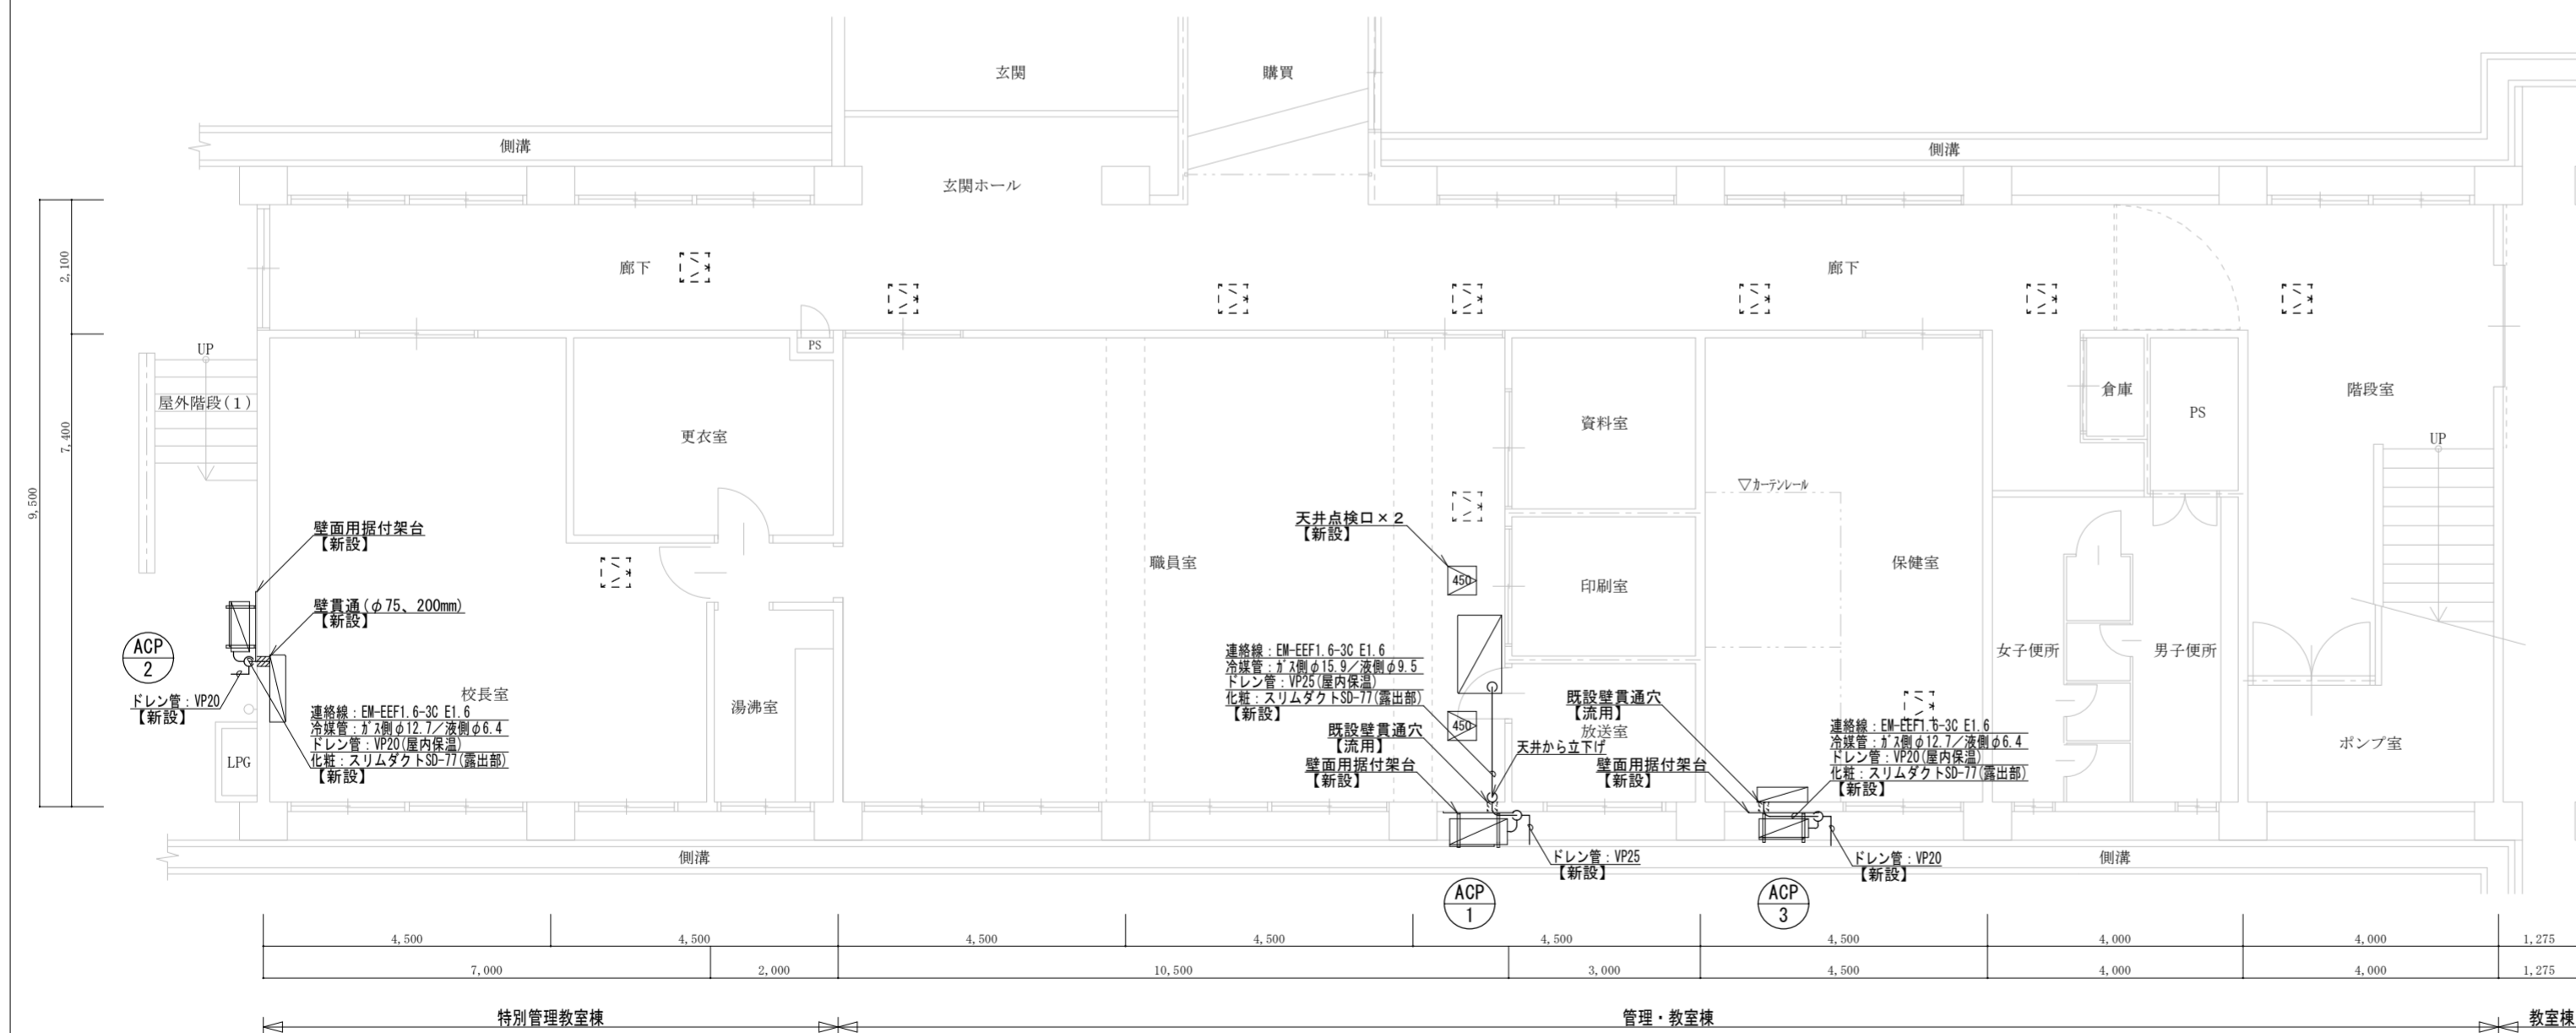 玄関
購買
側溝
側溝
玄関ホール
廊下
廊下
2,100
7,400
9,500
PS
UP
屋外階段(1)
更衣室
資料室
倉庫
PS
階段室
UP
▽カーテンレール
壁面用据付架台
【新設】
天井点検口×2
【新設】
職員室
保健室
450
印刷室
壁貫通(φ75、200mm)
【新設】
ACP
2
ドレン管：VP20
【新設】
校長室
湯沸室
連絡線：EM-EEF1.6-3C E1.6
冷媒管：ガス側φ12.7／液側φ6.4
ドレン管：VP20(屋内保温)
化粧：スリムダクトSD-77(露出部)
【新設】
LPG
連絡線：EM-EEF1.6-3C E1.6
冷媒管：ガス側φ15.9／液側φ9.5
ドレン管：VP25(屋内保温)
化粧：スリムダクトSD-77(露出部)
【新設】
450
既設壁貫通穴
【流用】
壁面用据付架台
【新設】
放送室
天井から立下げ
既設壁貫通穴
【流用】
壁面用据付架台
【新設】
連絡線：EM-EEF1.6-3C E1.6
冷媒管：ガス側φ12.7／液側φ6.4
ドレン管：VP20(屋内保温)
化粧：スリムダクトSD-77(露出部)
【新設】
女子便所
男子便所
ポンプ室
側溝
ドレン管：VP25
【新設】
ドレン管：VP20
【新設】
側溝
ACP
1
ACP
3
4,500
4,500
4,500
4,500
4,500
4,500
4,000
4,000
1,275
7,000
2,000
10,500
3,000
4,500
4,000
4,000
1,275
特別管理教室棟
管理・教室棟
教室棟